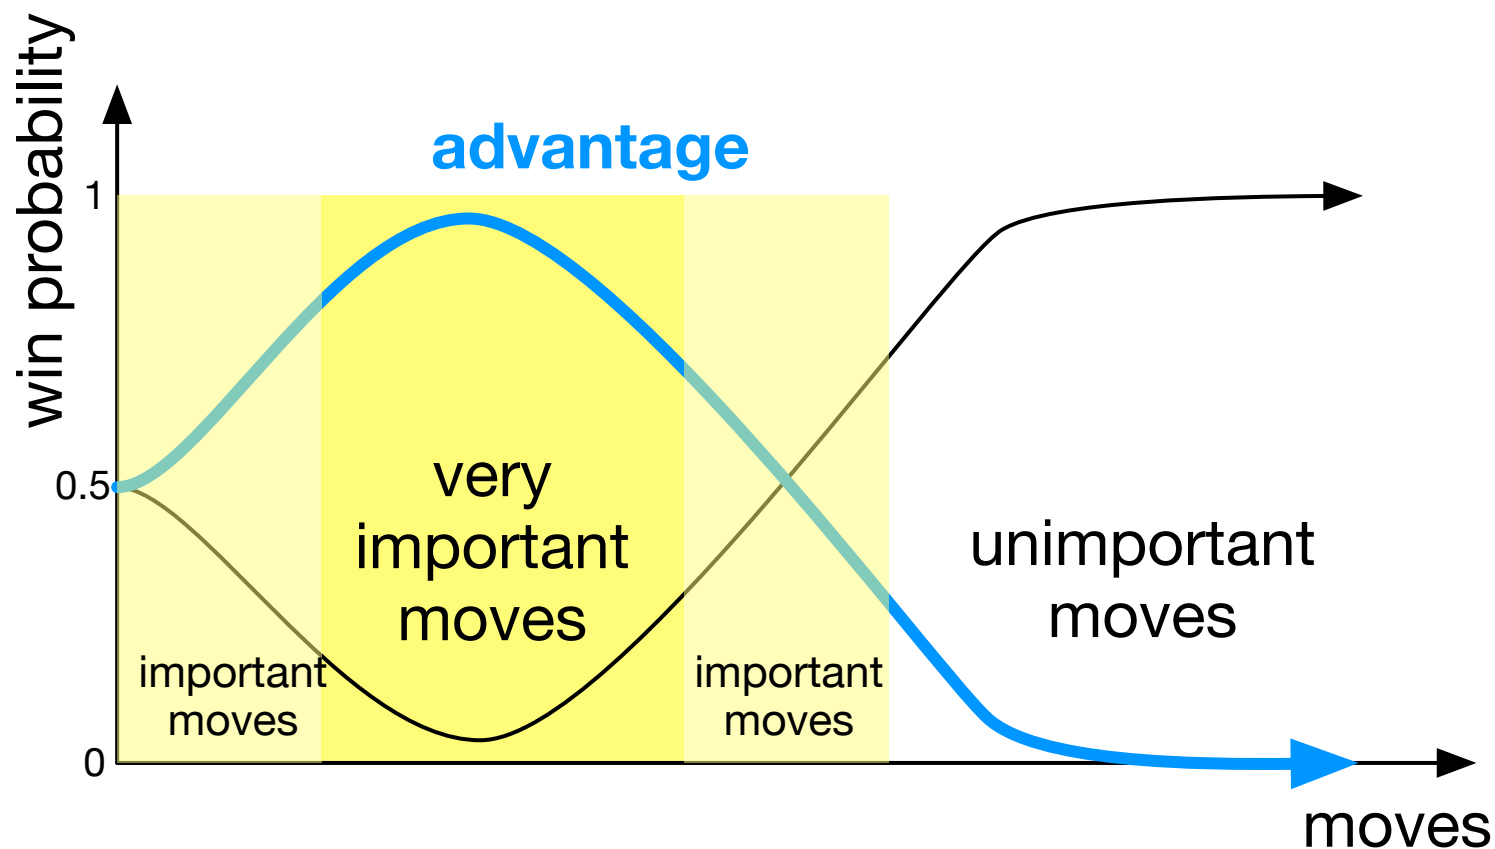 win probability
advantage
1
0.5
0
very
important
moves
important
moves
important
moves
unimportant
moves
moves